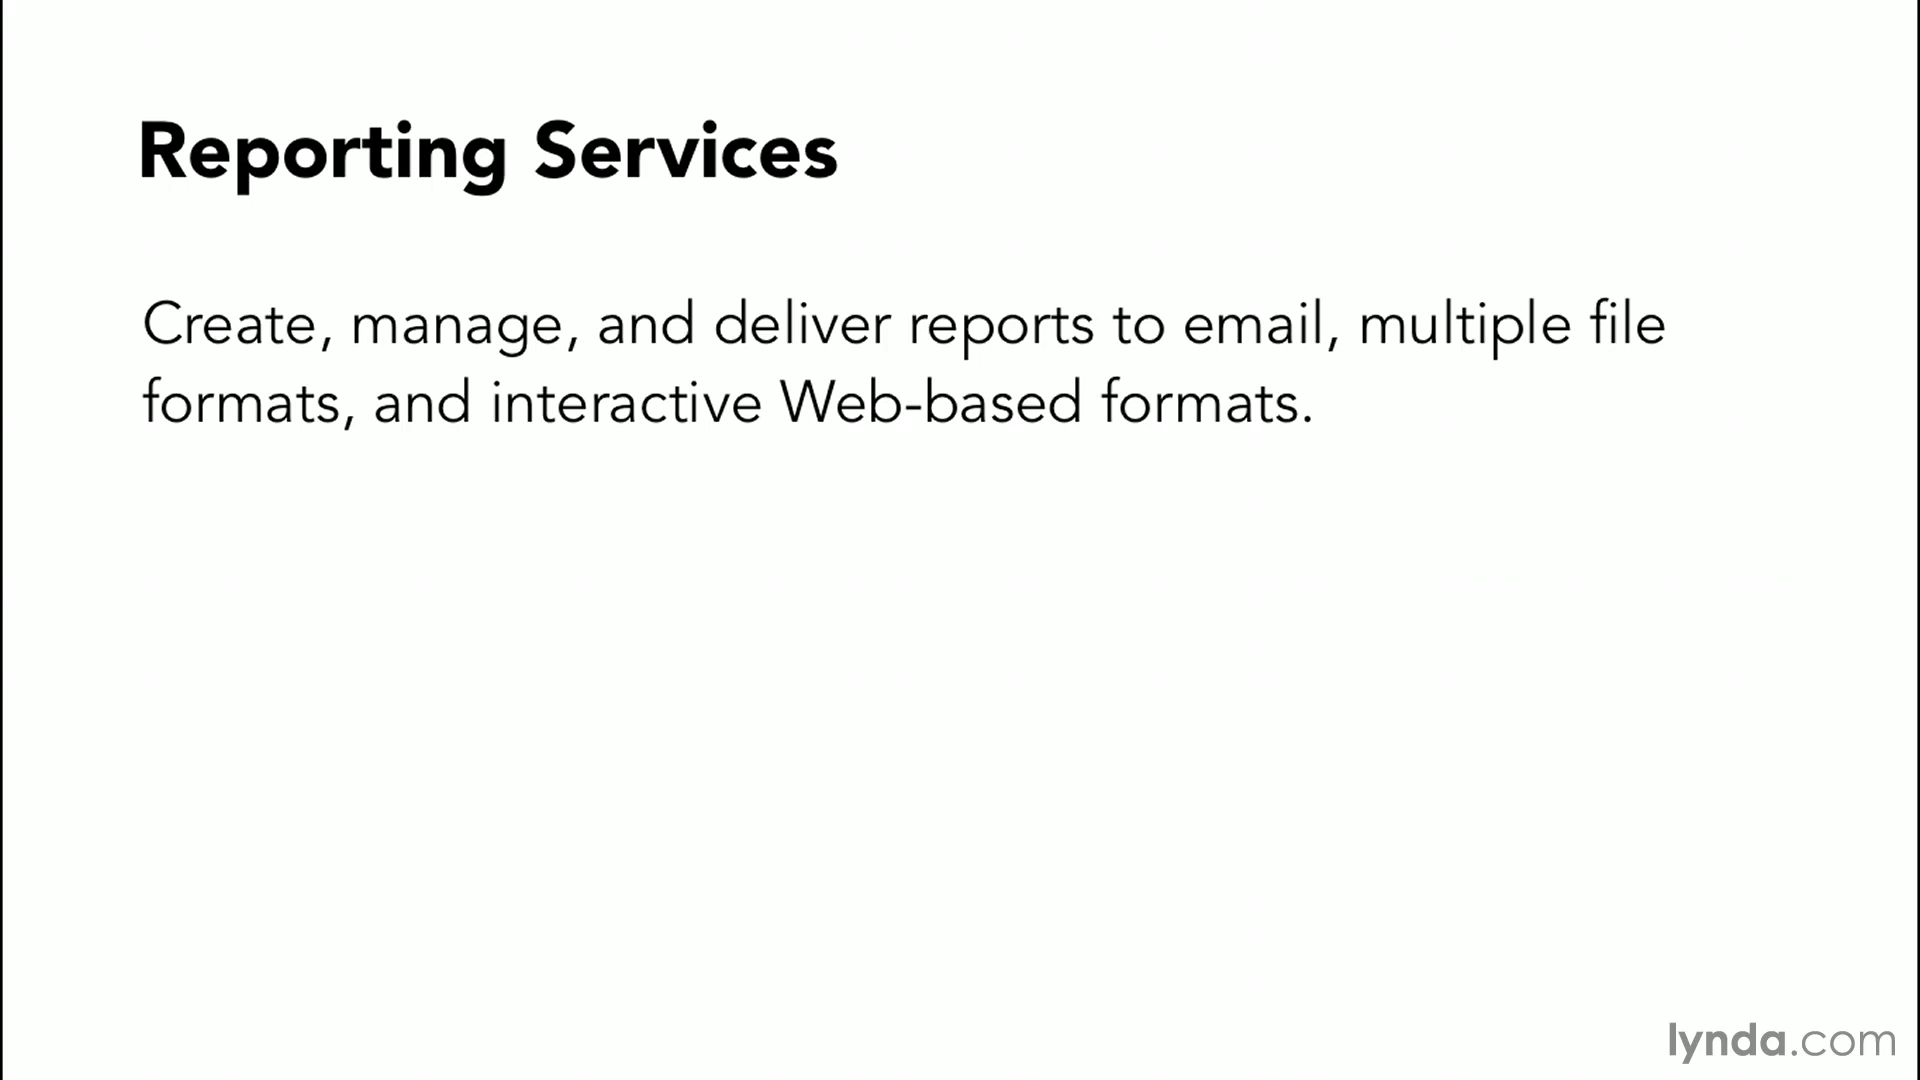 Reporting Services
Create, manage, and deliver reports to email, multiple file
formats, and interactive Web-based formats.
lynda.com